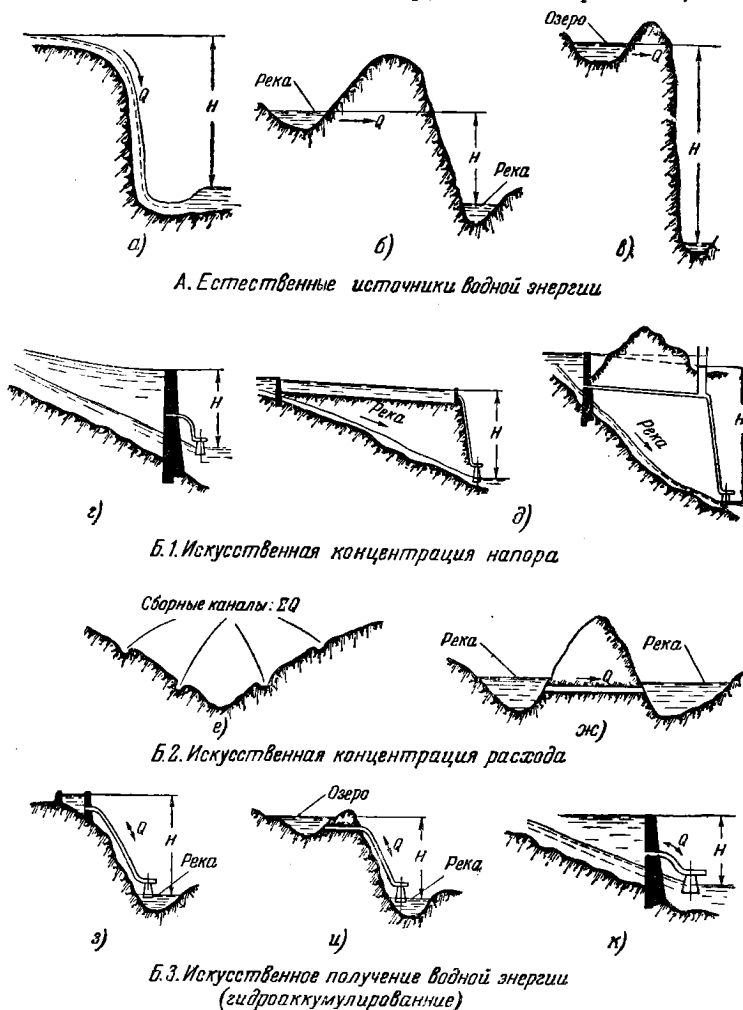 Озеро
Q
H
Река
Q
H
Река
Q
H
а)
б)
в)
А. Естественные источники водной энергии
H
Река
H
Река
H
г)
д)
Б.1. Искусственная концентрация напора
Сборные каналы: ΣQ
Река
Q
Река
е)
ж)
Б.2. Искусственная концентрация расхода
Q
H
Река
Озеро
Q
H
Река
Q
H
з)
и)
к)
Б.3. Искусственное получение водной энергии
(гидроаккумулированние)